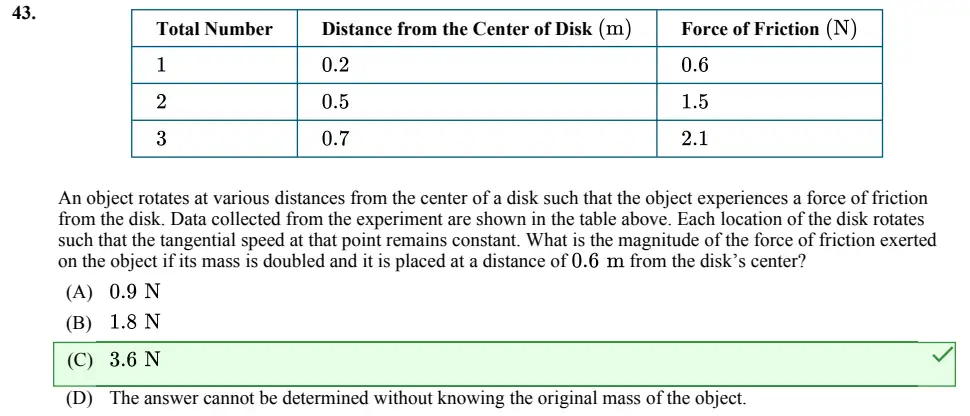 43.
Total Number Distance from the Center of Disk (m) Force of Friction (N)
1 0.2 0.6
2 0.5 1.5
3 0.7 2.1
An object rotates at various distances from the center of a disk such that the object experiences a force of friction
from the disk. Data collected from the experiment are shown in the table above. Each location of the disk rotates
such that the tangential speed at that point remains constant. What is the magnitude of the force of friction exerted
on the object if its mass is doubled and it is placed at a distance of 0.6 m from the disk’s center?
(A) 0.9 N
(B) 1.8 N
(C) 3.6 N
(D) The answer cannot be determined without knowing the original mass of the object.